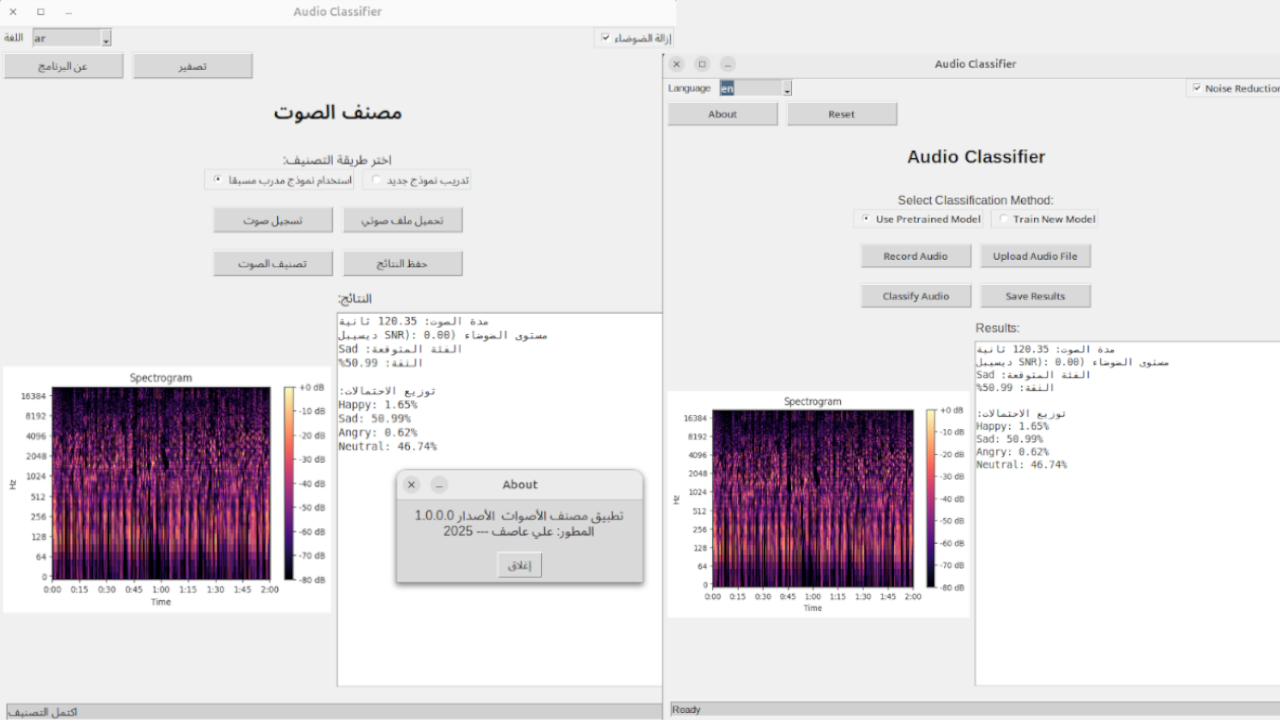 Audio Classifier
اللغة
ar
إزالة الضوضاء
عن البرنامج
تصفير
مصنف الصوت
اختر طريقة التصنيف:
استخدام نموذج مدرب مسبقا
تدريب نموذج جديد
تسجيل صوت
تحميل ملف صوتي
تصنيف الصوت
حفظ النتائج
النتائج:
مدة الصوت: 120.35 ثانية
مستوى الضوضاء (SNR): 0.00 ديسيبل
الفئة المتوقعة: Sad
الثقة: 50.99%
توزيع الاحتمالات:
Happy: 1.65%
Sad: 50.99%
Angry: 0.62%
Neutral: 46.74%
Spectrogram
16384
8192
4096
2048
1024
512
256
128
64
0
Hz
0:00 0:15 0:30 0:45 1:00 1:15 1:30 1:45 2:00
Time
+0 dB
-10 dB
-20 dB
-30 dB
-40 dB
-50 dB
-60 dB
-70 dB
-80 dB
About
تطبيق مصنف الأصوات الأصدار 1.0.0.0
المطور: علي عاصف --- 2025
إغلاق
اكتمل التصنيف
Audio Classifier
Language
en
Noise Reduction
About
Reset
Audio Classifier
Select Classification Method:
Use Pretrained Model
Train New Model
Record Audio
Upload Audio File
Classify Audio
Save Results
Results:
مدة الصوت: 120.35 ثانية
مستوى الضوضاء (SNR): 0.00 ديسيبل
الفئة المتوقعة: Sad
الثقة: 50.99%
توزيع الاحتمالات:
Happy: 1.65%
Sad: 50.99%
Angry: 0.62%
Neutral: 46.74%
Spectrogram
16384
8192
4096
2048
1024
512
256
128
64
0
Hz
0:00 0:15 0:30 0:45 1:00 1:15 1:30 1:45 2:00
Time
+0 dB
-10 dB
-20 dB
-30 dB
-40 dB
-50 dB
-60 dB
-70 dB
-80 dB
Ready